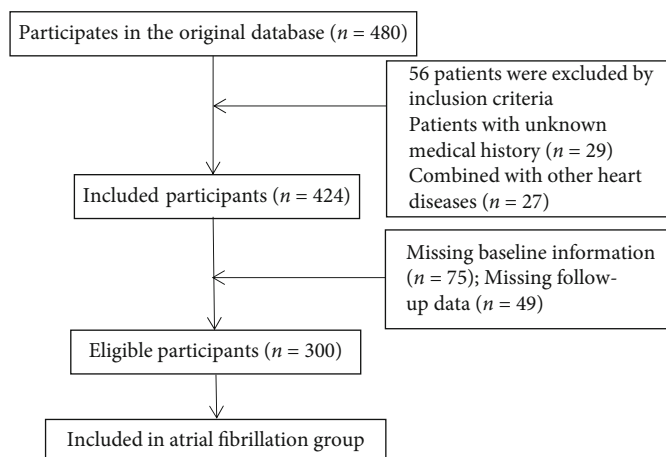 Participates in the original database (n = 480)
56 patients were excluded by
inclusion criteria
Patients with unknown
medical history (n = 29)
Combined with other heart
diseases (n = 27)
Included participants (n = 424)
Missing baseline information
(n = 75); Missing follow-
up data (n = 49)
Eligible participants (n = 300)
Included in atrial fibrillation group